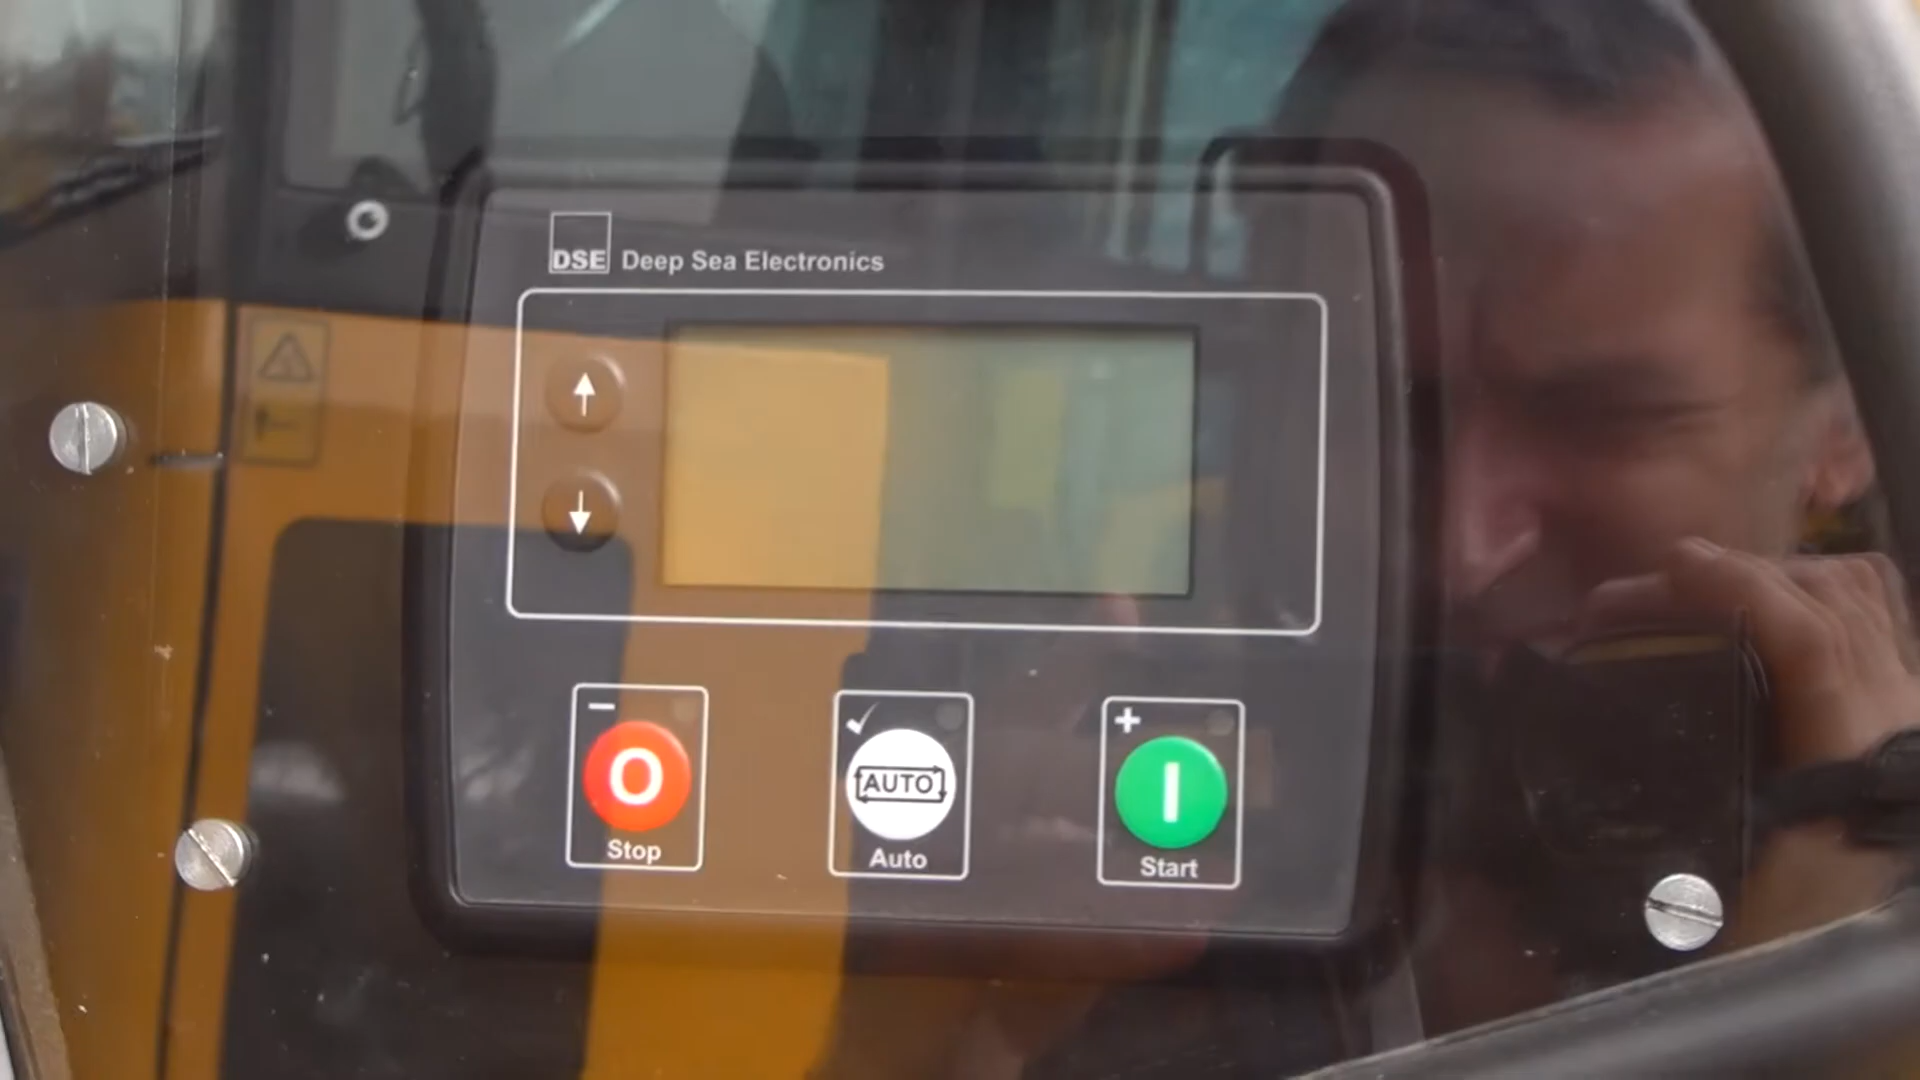 DSE Deep Sea Electronics
↑
↓
− ✓ +
O AUTO I
Stop Auto Start